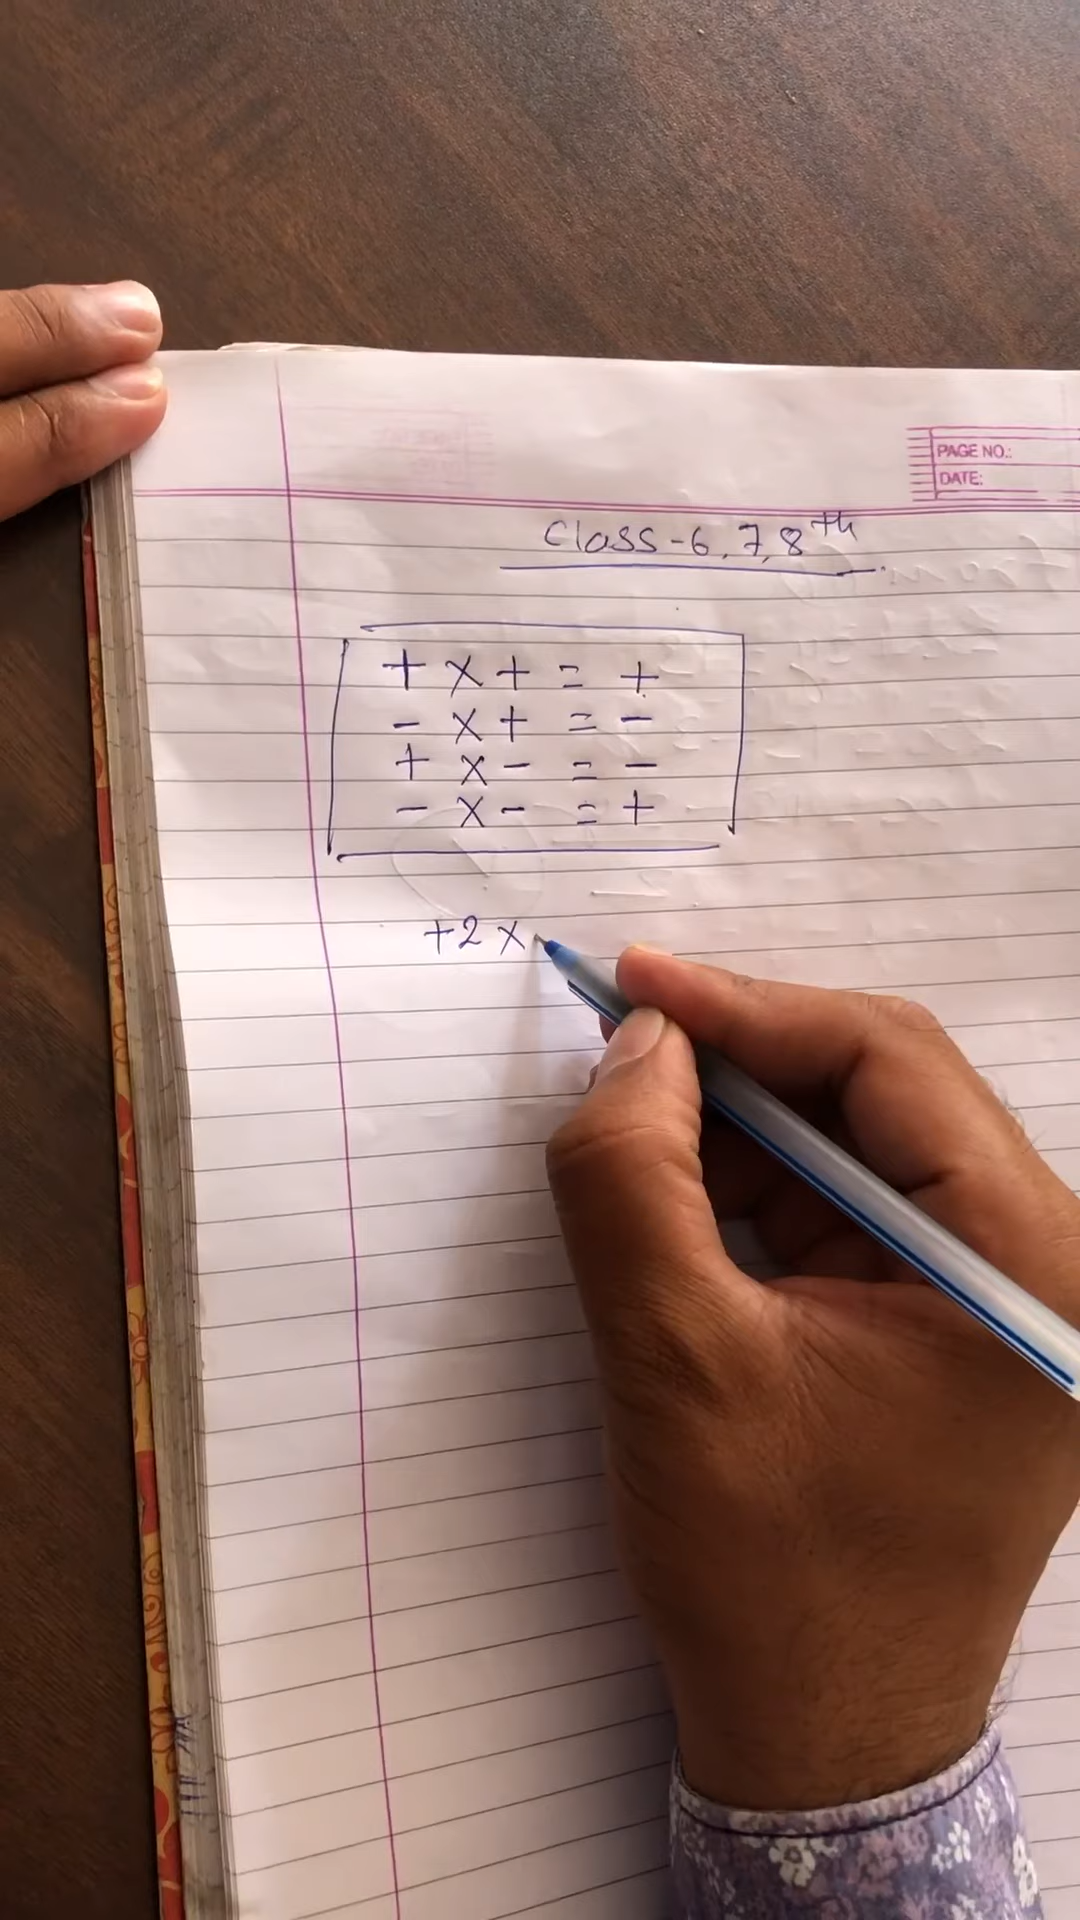 PAGE NO.:
DATE:
Class-6,7,8th
+ × + = +
- × + = -
+ × - = -
- × - = +
+2 ×